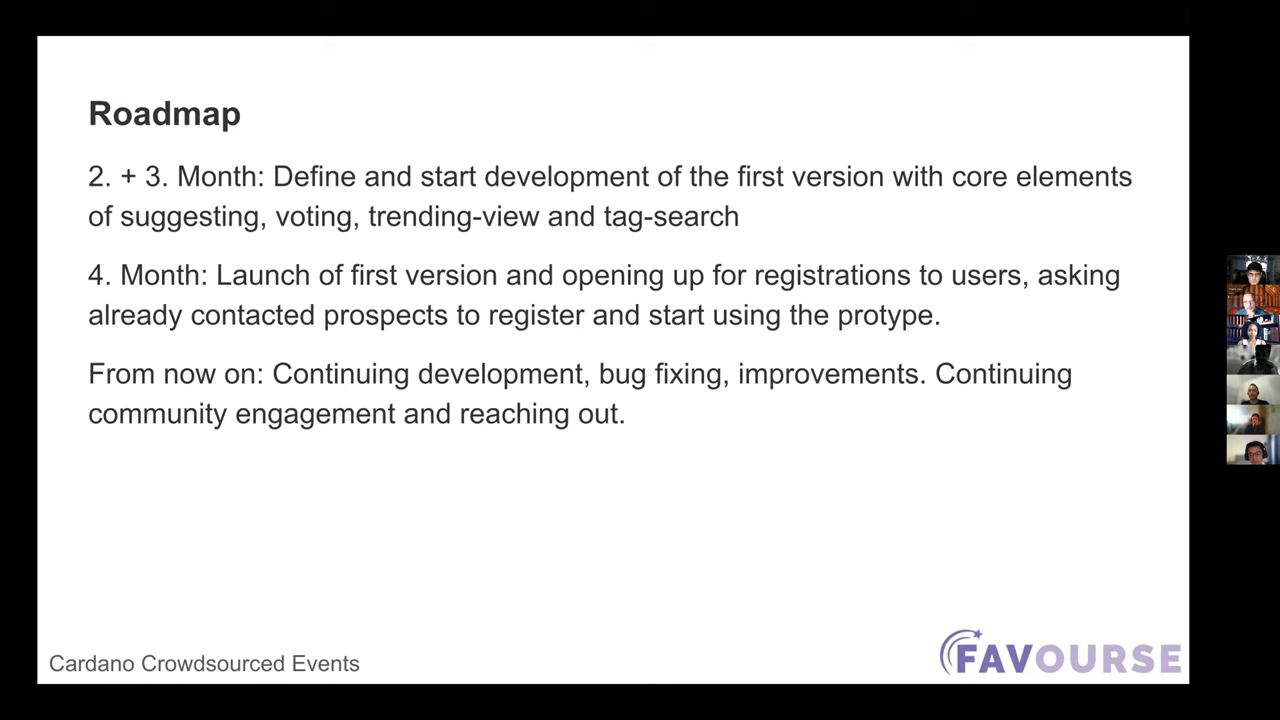 Roadmap
2. + 3. Month: Define and start development of the first version with core elements
of suggesting, voting, trending-view and tag-search
4. Month: Launch of first version and opening up for registrations to users, asking
already contacted prospects to register and start using the protype.
From now on: Continuing development, bug fixing, improvements. Continuing
community engagement and reaching out.
Cardano Crowdsourced Events
FAVOURSE